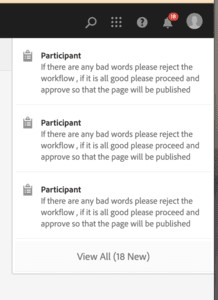 18
Participant
If there are any bad words please reject the
workflow , if it is all good please proceed and
approve so that the page will be published
Participant
If there are any bad words please reject the
workflow , if it is all good please proceed and
approve so that the page will be published
Participant
If there are any bad words please reject the
workflow , if it is all good please proceed and
approve so that the page will be published
View All (18 New)